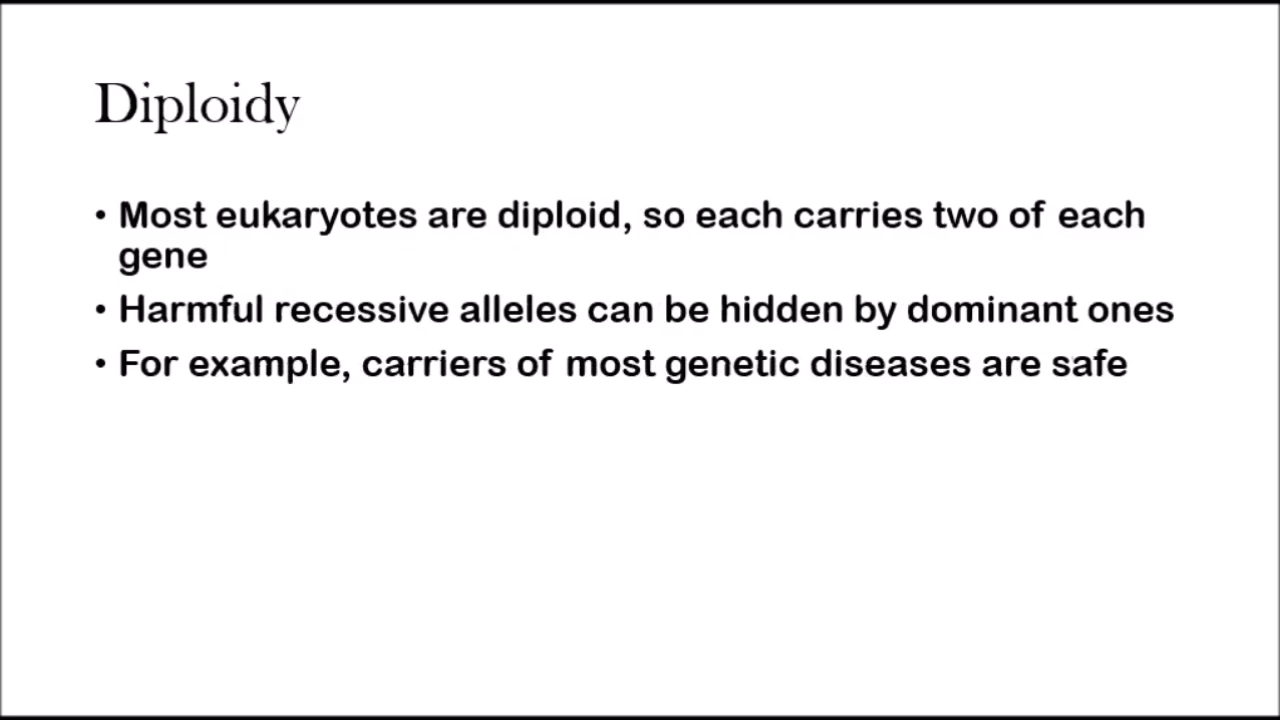 Diploidy
• Most eukaryotes are diploid, so each carries two of each
gene
• Harmful recessive alleles can be hidden by dominant ones
• For example, carriers of most genetic diseases are safe